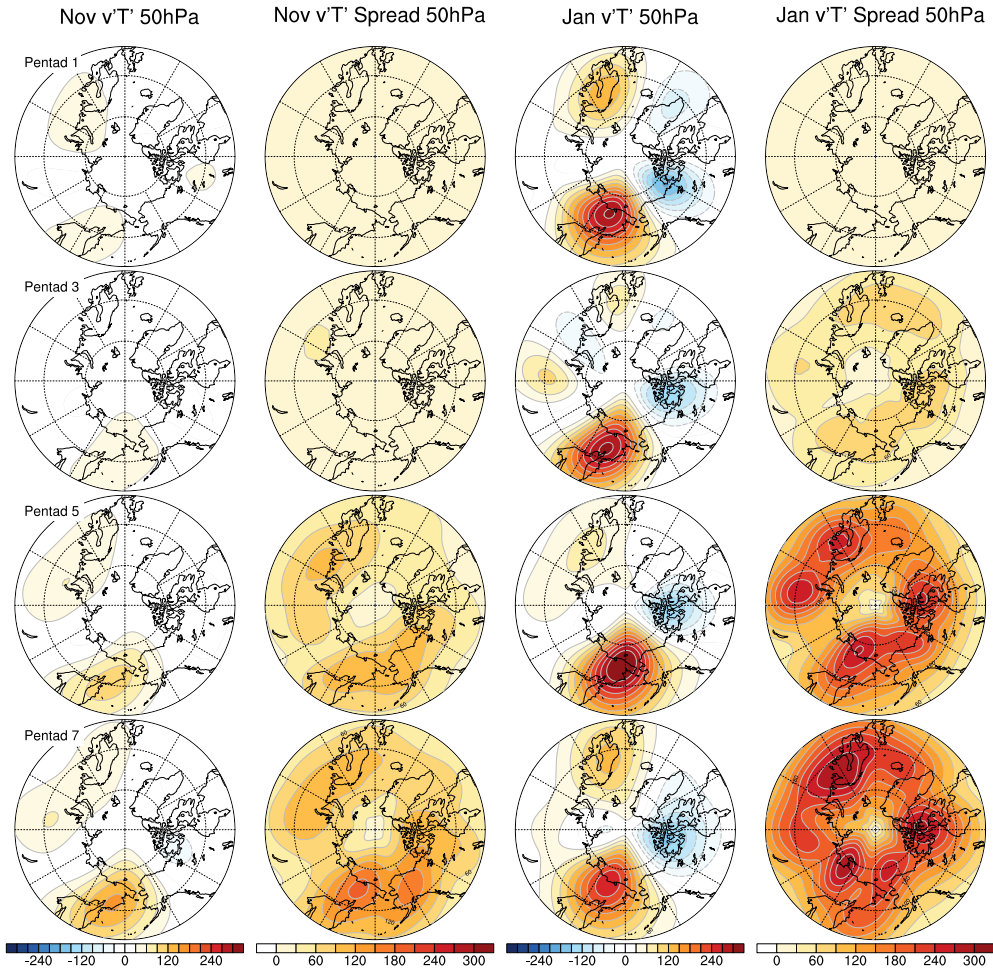 Nov v'T' 50hPa Nov v'T' Spread 50hPa Jan v'T' 50hPa Jan v'T' Spread 50hPa
Pentad 1
Pentad 3
Pentad 5
Pentad 7
-240 -120 0 120 240 0 60 120 180 240 300 -240 -120 0 120 240 0 60 120 180 240 300